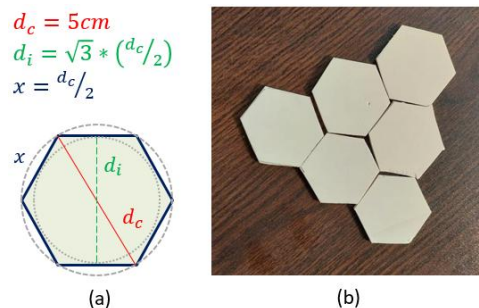 d_c = 5cm
d_i = √3 * (d_c/2)
x = d_c/2
x
d_i
d_c
(a)
(b)